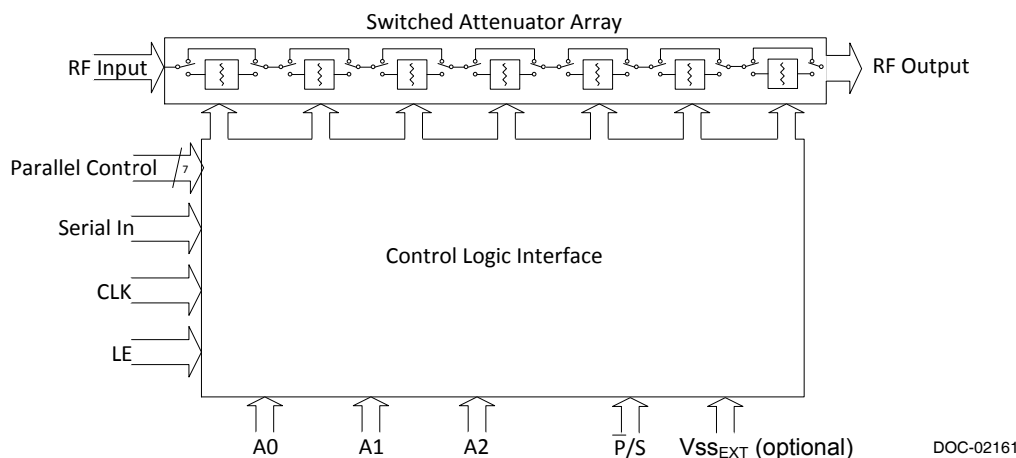 Switched Attenuator Array
RF Input
RF Output
Parallel Control
7
Serial In
Control Logic Interface
CLK
LE
A0
A1
A2
P̅/S
VssEXT (optional)
DOC-02161